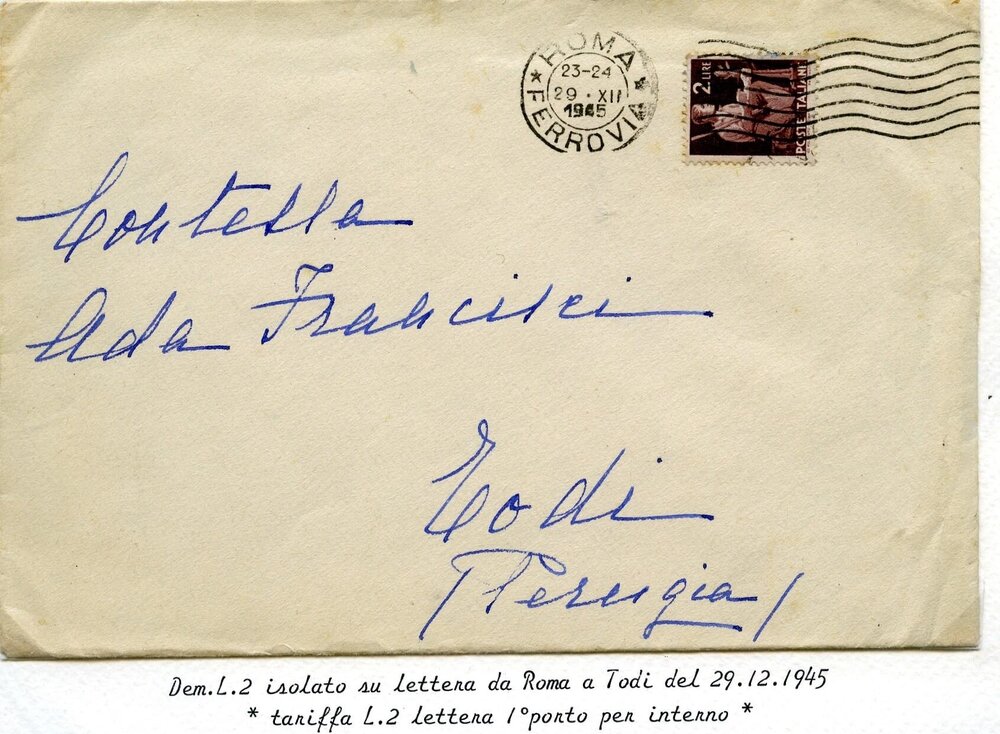 ROMA
23-24
29 · XII
1945
FERROVIA
2 LIRE
POSTE ITALIANE
Contessa
Ada Francisci
Todi
(Perugia)
Dem.L.2 isolato su lettera da Roma a Todi del 29.12.1945
* tariffa L.2 lettera 1°porto per interno *